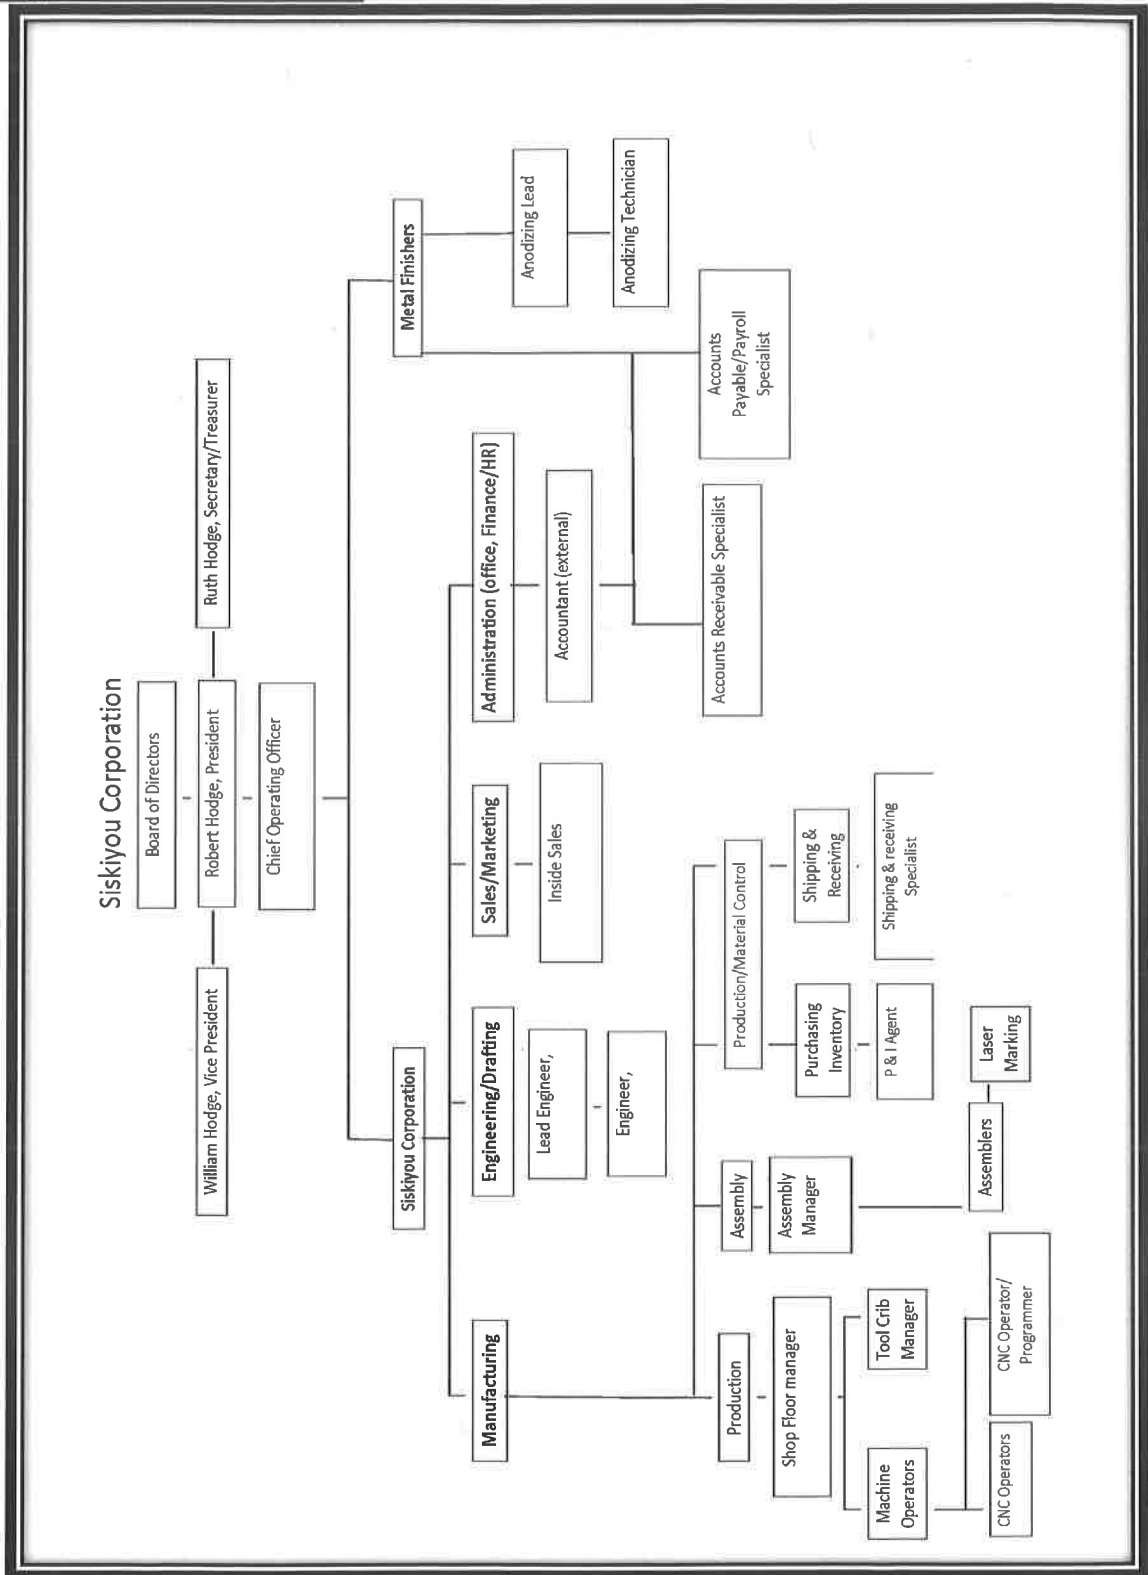 Siskiyou Corporation
Board of Directors
William Hodge, Vice President
Robert Hodge, President
Ruth Hodge, Secretary/Treasurer
Chief Operating Officer
Siskiyou Corporation
Metal Finishers
Manufacturing
Engineering/Drafting
Sales/Marketing
Administration (office, Finance/HR)
Anodizing Lead
Lead Engineer,
Inside Sales
Accountant (external)
Anodizing Technician
Engineer,
Accounts Receivable Specialist
Accounts
Payable/Payroll
Specialist
Production
Assembly
Production/Material Control
Shop Floor manager
Assembly
Manager
Purchasing
Inventory
Shipping &
Receiving
Machine
Operators
Tool Crib
Manager
P & I Agent
Shipping & receiving
Specialist
CNC Operators
CNC Operator/
Programmer
Assemblers
Laser
Marking